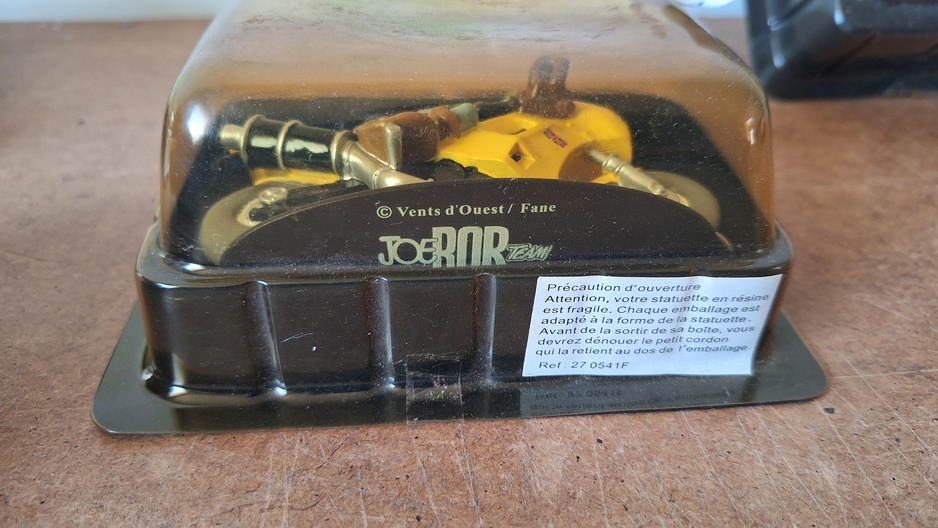 © Vents d'Ouest / Fane
JOE BAR TEAM
Précaution d'ouverture
Attention, votre statuette en résine
est fragile. Chaque emballage est
adapté à la forme de la statuette.
Avant de la sortir de sa boîte, vous
devrez dénouer le petit cordon
qui la retient au dos de l'emballage.
Ref : 27 0541F